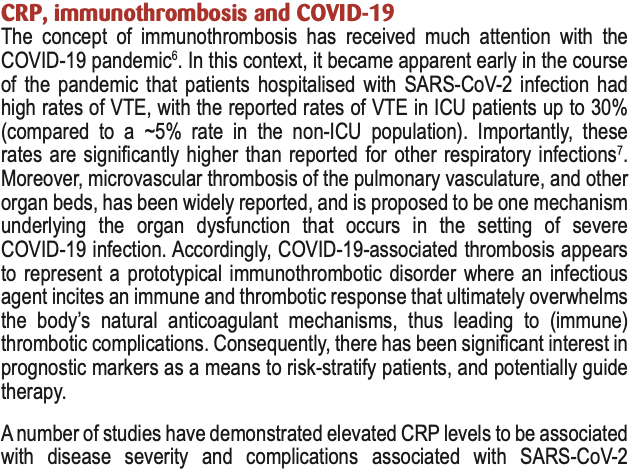 CRP, immunothrombosis and COVID-19
The concept of immunothrombosis has received much attention with the
COVID-19 pandemic⁶. In this context, it became apparent early in the course
of the pandemic that patients hospitalised with SARS-CoV-2 infection had
high rates of VTE, with the reported rates of VTE in ICU patients up to 30%
(compared to a ~5% rate in the non-ICU population). Importantly, these
rates are significantly higher than reported for other respiratory infections⁷.
Moreover, microvascular thrombosis of the pulmonary vasculature, and other
organ beds, has been widely reported, and is proposed to be one mechanism
underlying the organ dysfunction that occurs in the setting of severe
COVID-19 infection. Accordingly, COVID-19-associated thrombosis appears
to represent a prototypical immunothrombotic disorder where an infectious
agent incites an immune and thrombotic response that ultimately overwhelms
the body's natural anticoagulant mechanisms, thus leading to (immune)
thrombotic complications. Consequently, there has been significant interest in
prognostic markers as a means to risk-stratify patients, and potentially guide
therapy.
A number of studies have demonstrated elevated CRP levels to be associated
with disease severity and complications associated with SARS-CoV-2